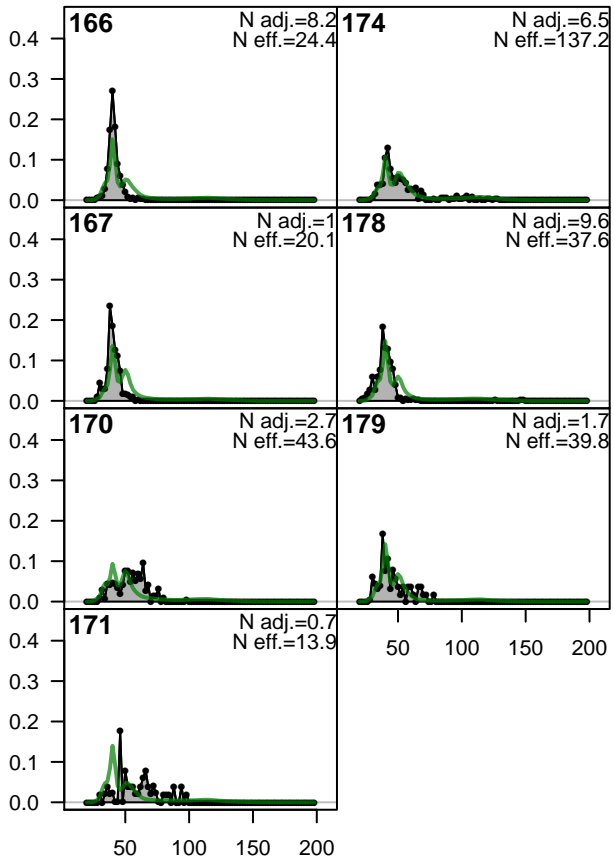 166
N adj.=8.2
N eff.=24.4
0.0
0.1
0.2
0.3
0.4
167
N adj.=1
N eff.=20.1
0.0
0.1
0.2
0.3
0.4
170
N adj.=2.7
N eff.=43.6
0.0
0.1
0.2
0.3
0.4
171
N adj.=0.7
N eff.=13.9
0.0
0.1
0.2
0.3
0.4
50 100 150 200
174
N adj.=6.5
N eff.=137.2
178
N adj.=9.6
N eff.=37.6
179
N adj.=1.7
N eff.=39.8
50 100 150 200